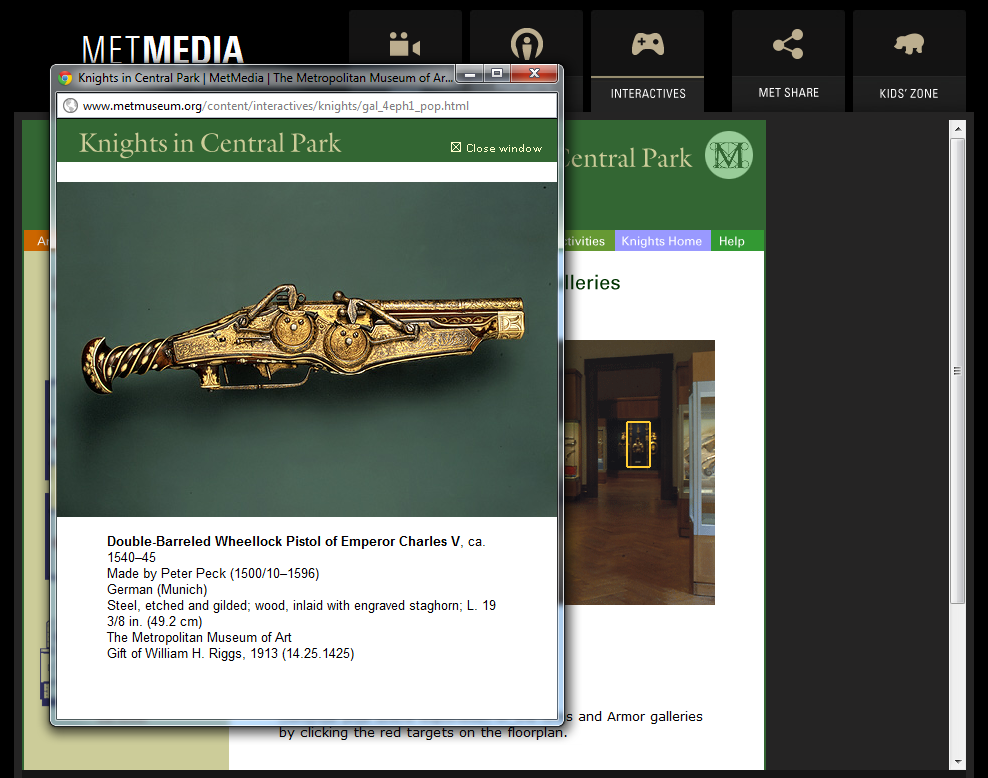 METMEDIA
INTERACTIVES
MET SHARE
KIDS' ZONE
Knights in Central Park | MetMedia | The Metropolitan Museum of Ar...
www.metmuseum.org/content/interactives/knights/gal_4eph1_pop.html
Knights in Central Park
Close window
Central Park
M
Knights Home
Help
Double-Barreled Wheellock Pistol of Emperor Charles V, ca.
1540–45
Made by Peter Peck (1500/10–1596)
German (Munich)
Steel, etched and gilded; wood, inlaid with engraved staghorn; L. 19
3/8 in. (49.2 cm)
The Metropolitan Museum of Art
Gift of William H. Riggs, 1913 (14.25.1425)
and Armor galleries
by clicking the red targets on the floorplan.